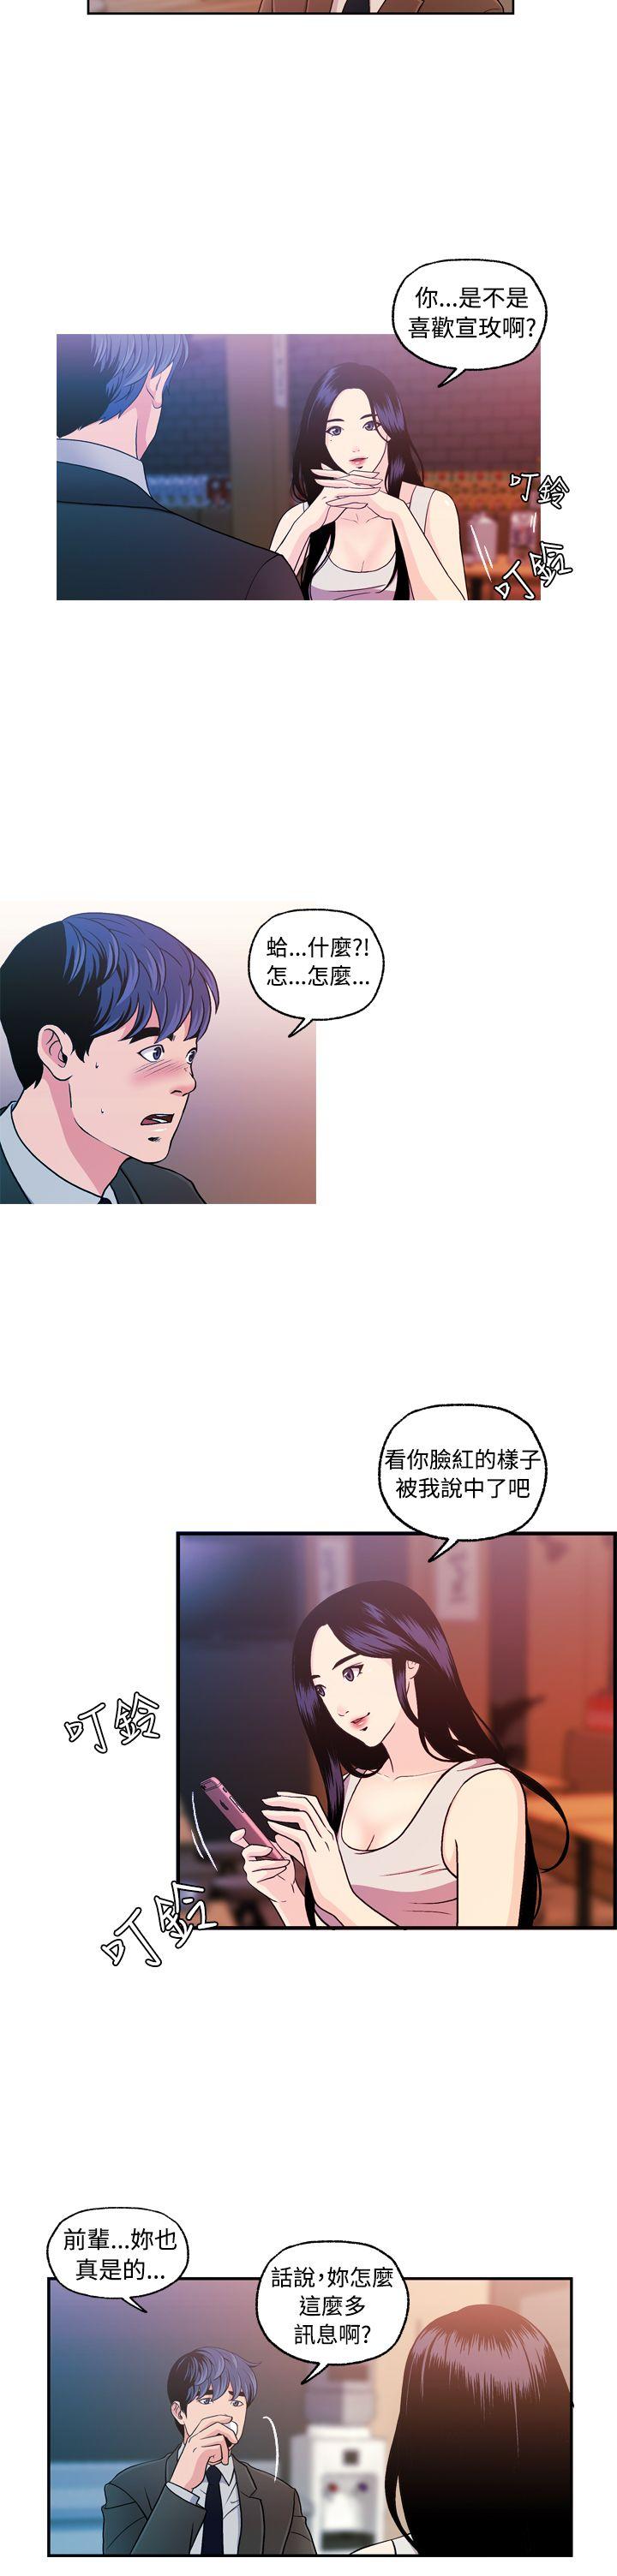 你...是不是
喜歡宣玫啊?
叮鈴
叮鈴
蛤...什麼?!
怎...怎麼...
看你臉紅的樣子
被我說中了吧
叮鈴
叮鈴
前輩...妳也
真是的...
話說,妳怎麼
這麼多
訊息啊?